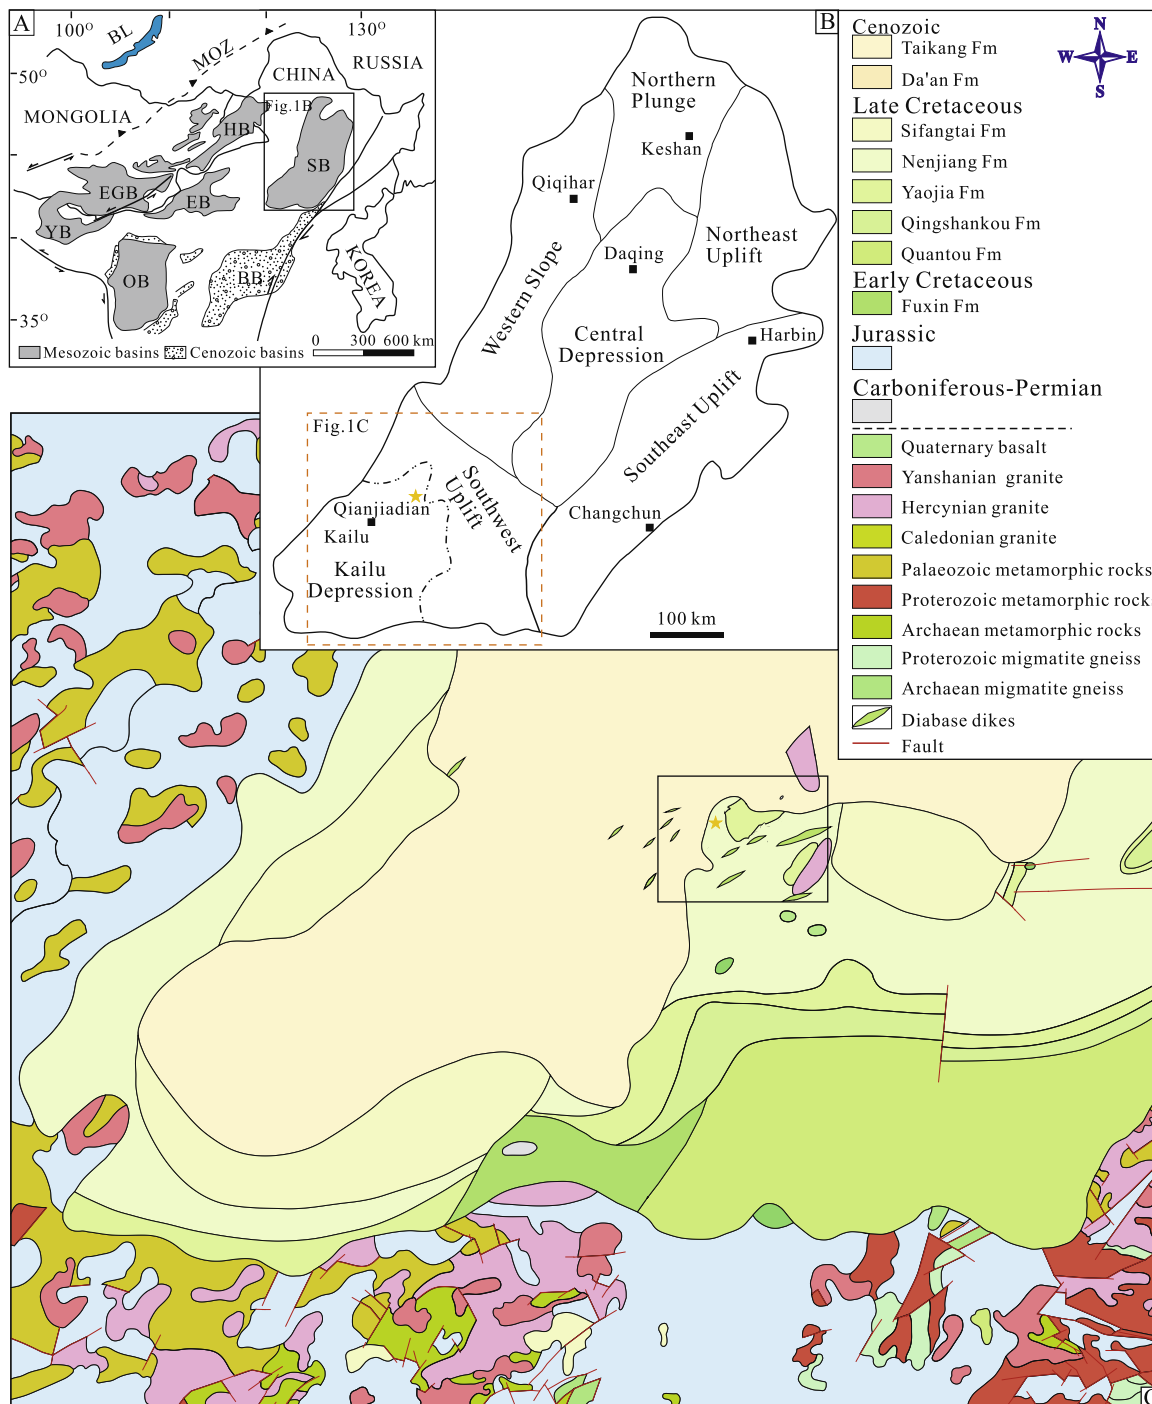 A
100O
130O
BL
MOZ
50O
CHINA
RUSSIA
MONGOLIA
Fig.1B
HB
SB
EGB
EB
YB
OB
BB
KOREA
35O
0 300 600 km
Mesozoic basins
Cenozoic basins
B
Northern
Plunge
Keshan
Qiqihar
Western Slope
Daqing
Northeast
Uplift
Central
Depression
Harbin
Southeast Uplift
Fig.1C
Southwest
Uplift
Qianjiadian
Kailu
Changchun
Kailu
Depression
100 km
N
W E
S
Cenozoic
Taikang Fm
Da'an Fm
Late Cretaceous
Sifangtai Fm
Nenjiang Fm
Yaojia Fm
Qingshankou Fm
Quantou Fm
Early Cretaceous
Fuxin Fm
Jurassic
Carboniferous-Permian
Quaternary basalt
Yanshanian granite
Hercynian granite
Caledonian granite
Palaeozoic metamorphic rocks
Proterozoic metamorphic rock
Archaean metamorphic rocks
Proterozoic migmatite gneiss
Archaean migmatite gneiss
Diabase dikes
Fault
C